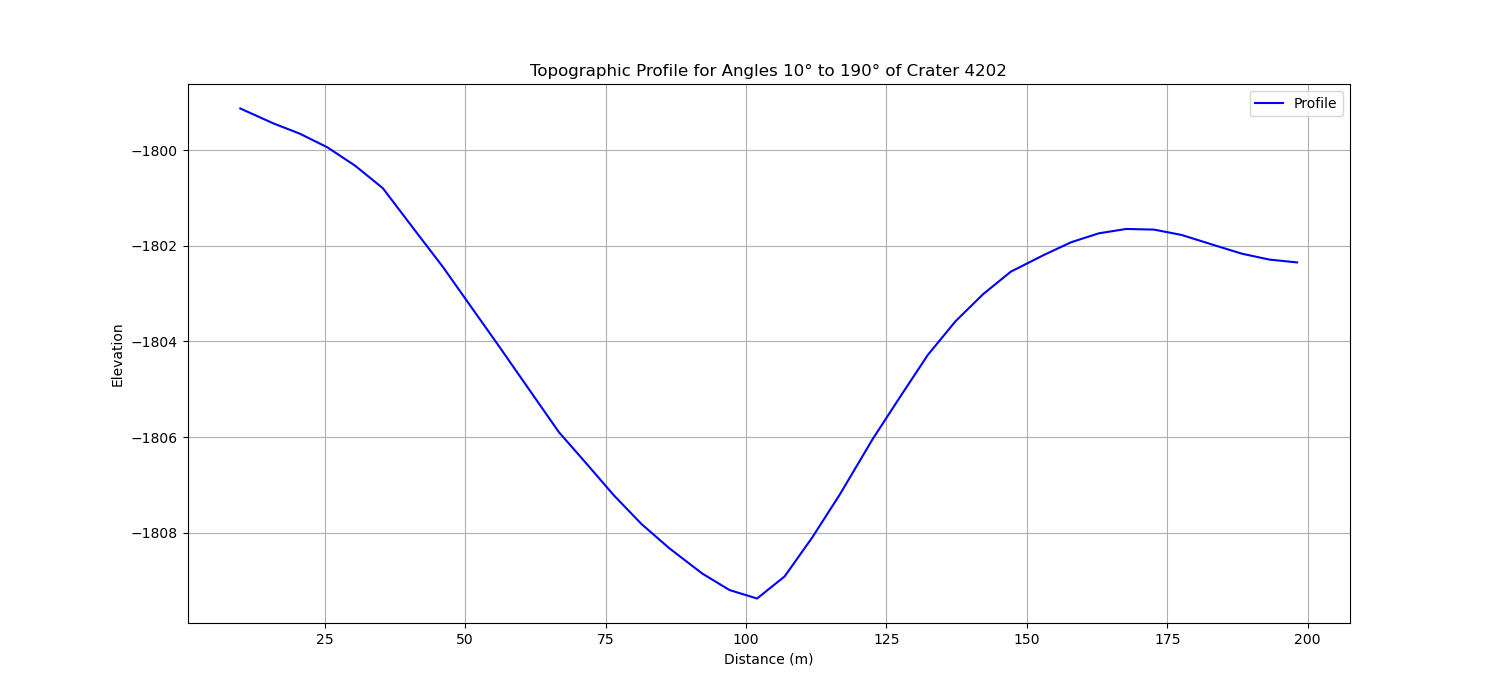 Topographic Profile for Angles 10° to 190° of Crater 4202
Profile
Elevation
−1800
−1802
−1804
−1806
−1808
25 50 75 100 125 150 175 200
Distance (m)